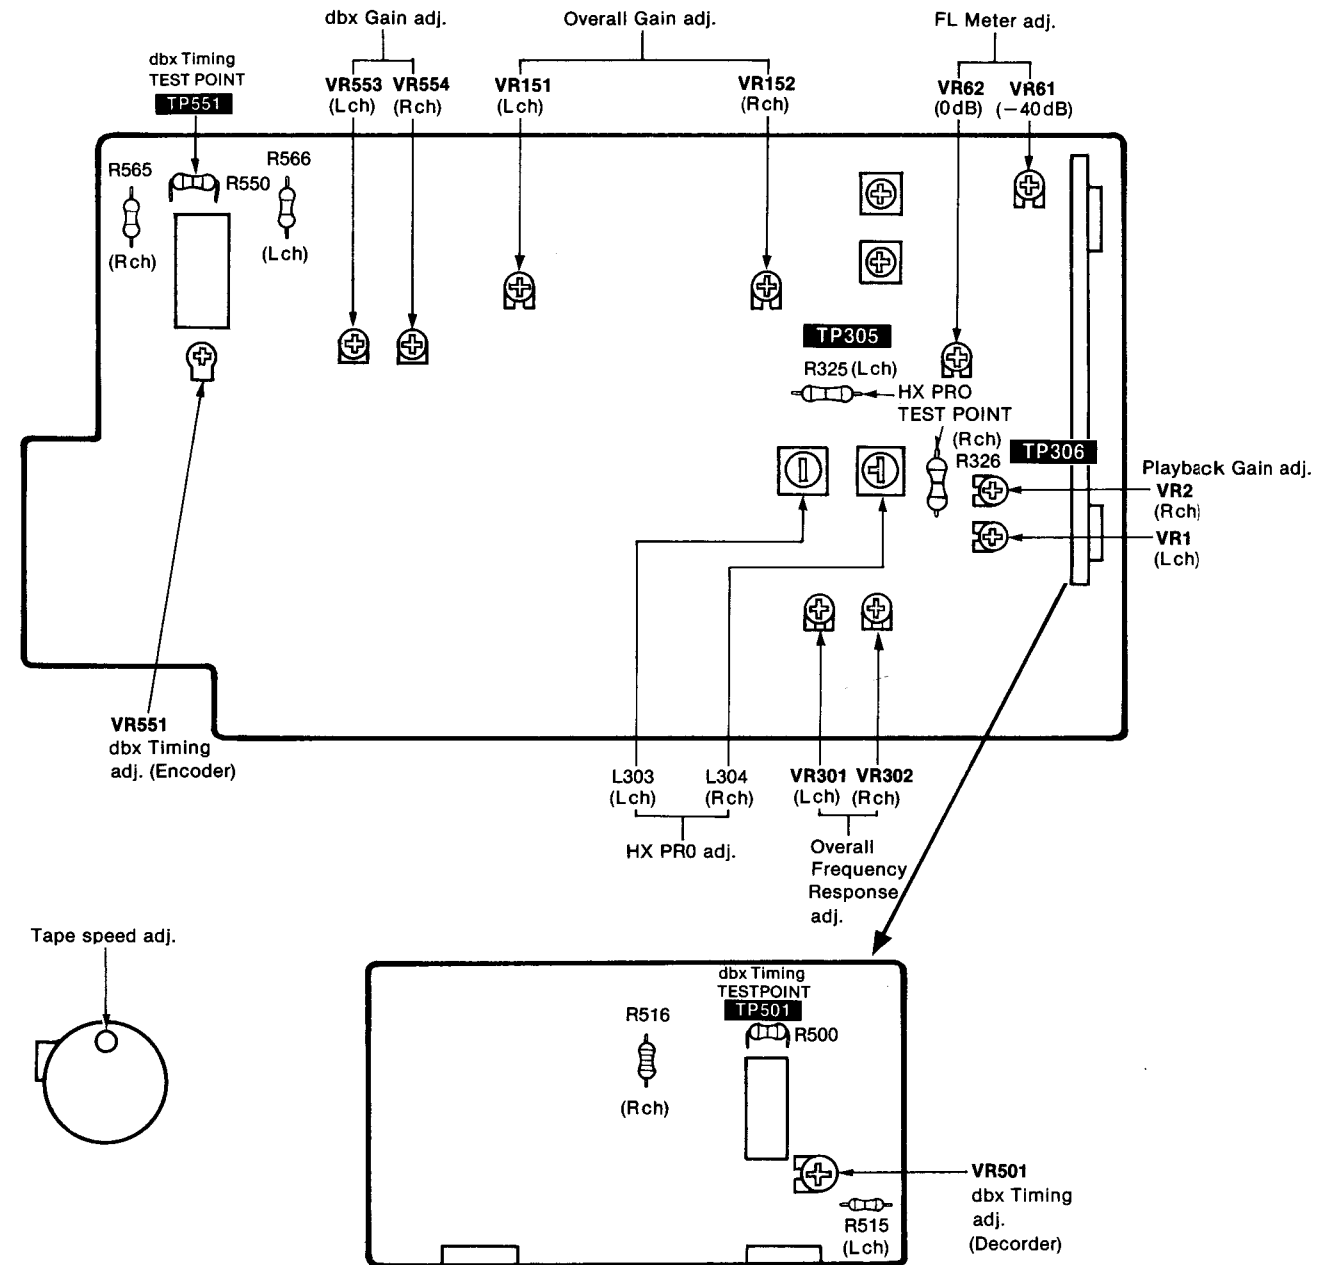 dbx Gain adj.
Overall Gain adj.
FL Meter adj.
dbx Timing
TEST POINT
TP551
VR553
(Lch)
VR554
(Rch)
VR151
(Lch)
VR152
(Rch)
VR62
(0dB)
VR61
(−40dB)
R565
(Rch)
R550
R566
(Lch)
TP305
R325 (Lch)
HX PRO
TEST POINT
(Rch)
R326
TP306
Playback Gain adj.
VR2
(Rch)
VR1
(Lch)
VR551
dbx Timing
adj. (Encoder)
L303
(Lch)
L304
(Rch)
HX PRO adj.
VR301
(Lch)
VR302
(Rch)
Overall
Frequency
Response
adj.
Tape speed adj.
dbx Timing
TESTPOINT
TP501
R500
R516
(Rch)
R515
(Lch)
VR501
dbx Timing
adj.
(Decorder)